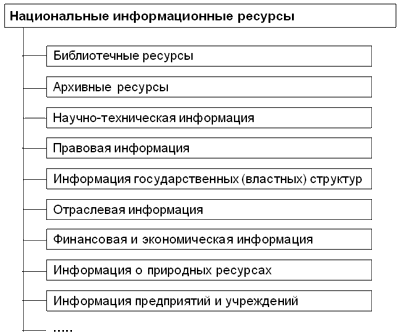 Национальные информационные ресурсы
Библиотечные ресурсы
Архивные ресурсы
Научно-техническая информация
Правовая информация
Информация государственных (властных) структур
Отраслевая информация
Финансовая и экономическая информация
Информация о природных ресурсах
Информация предприятий и учреждений
.....